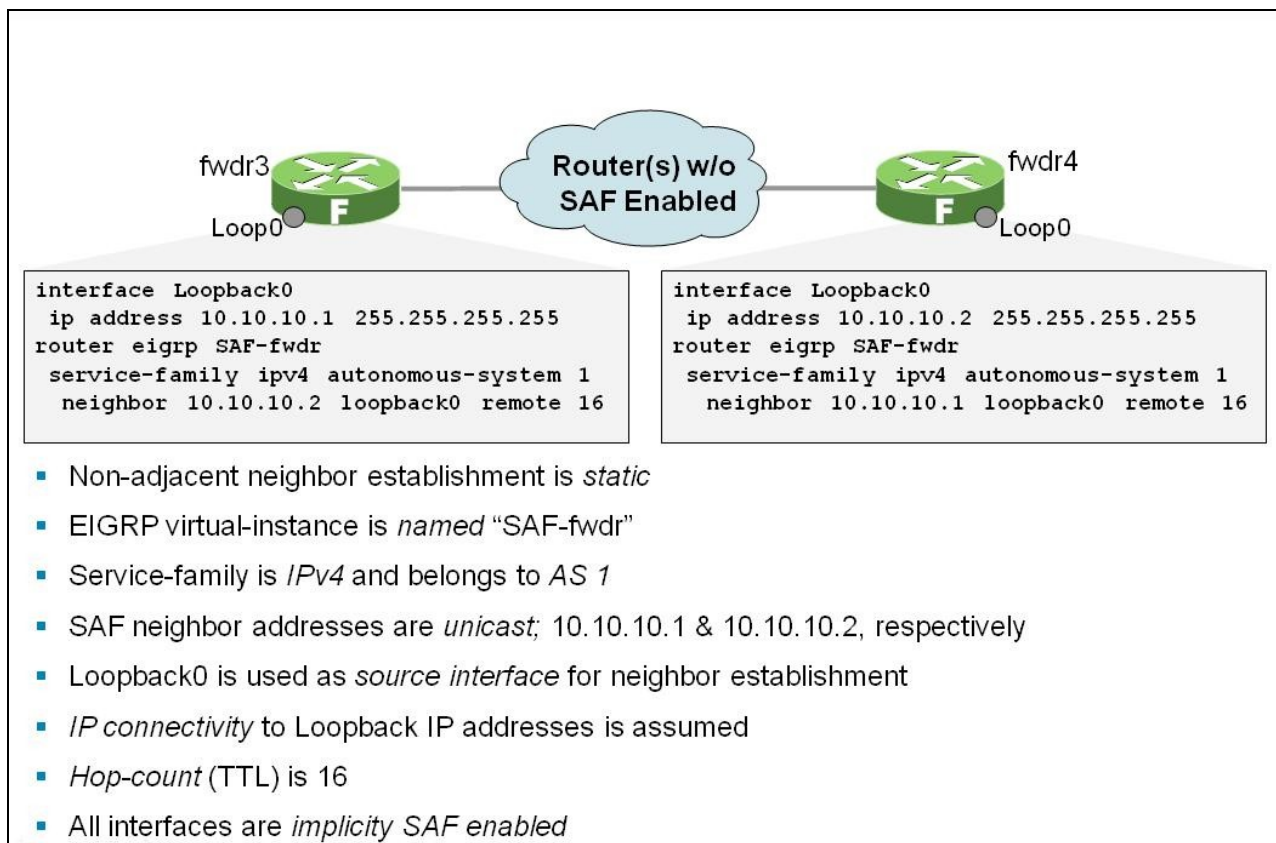 fwdr3
F
Loop0
Router(s) w/o
SAF Enabled
fwdr4
F
Loop0
interface Loopback0
ip address 10.10.10.1 255.255.255.255
router eigrp SAF-fwdr
service-family ipv4 autonomous-system 1
neighbor 10.10.10.2 loopback0 remote 16
interface Loopback0
ip address 10.10.10.2 255.255.255.255
router eigrp SAF-fwdr
service-family ipv4 autonomous-system 1
neighbor 10.10.10.1 loopback0 remote 16
▪ Non-adjacent neighbor establishment is static
▪ EIGRP virtual-instance is named “SAF-fwdr”
▪ Service-family is IPv4 and belongs to AS 1
▪ SAF neighbor addresses are unicast; 10.10.10.1 & 10.10.10.2, respectively
▪ Loopback0 is used as source interface for neighbor establishment
▪ IP connectivity to Loopback IP addresses is assumed
▪ Hop-count (TTL) is 16
▪ All interfaces are implicity SAF enabled